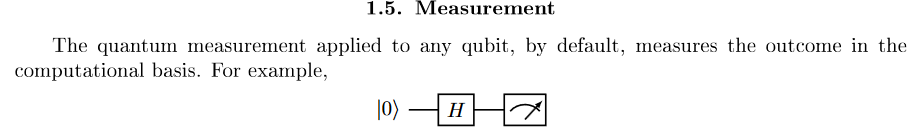 1.5. Measurement
The quantum measurement applied to any qubit, by default, measures the outcome in the
computational basis. For example,
|0⟩ H